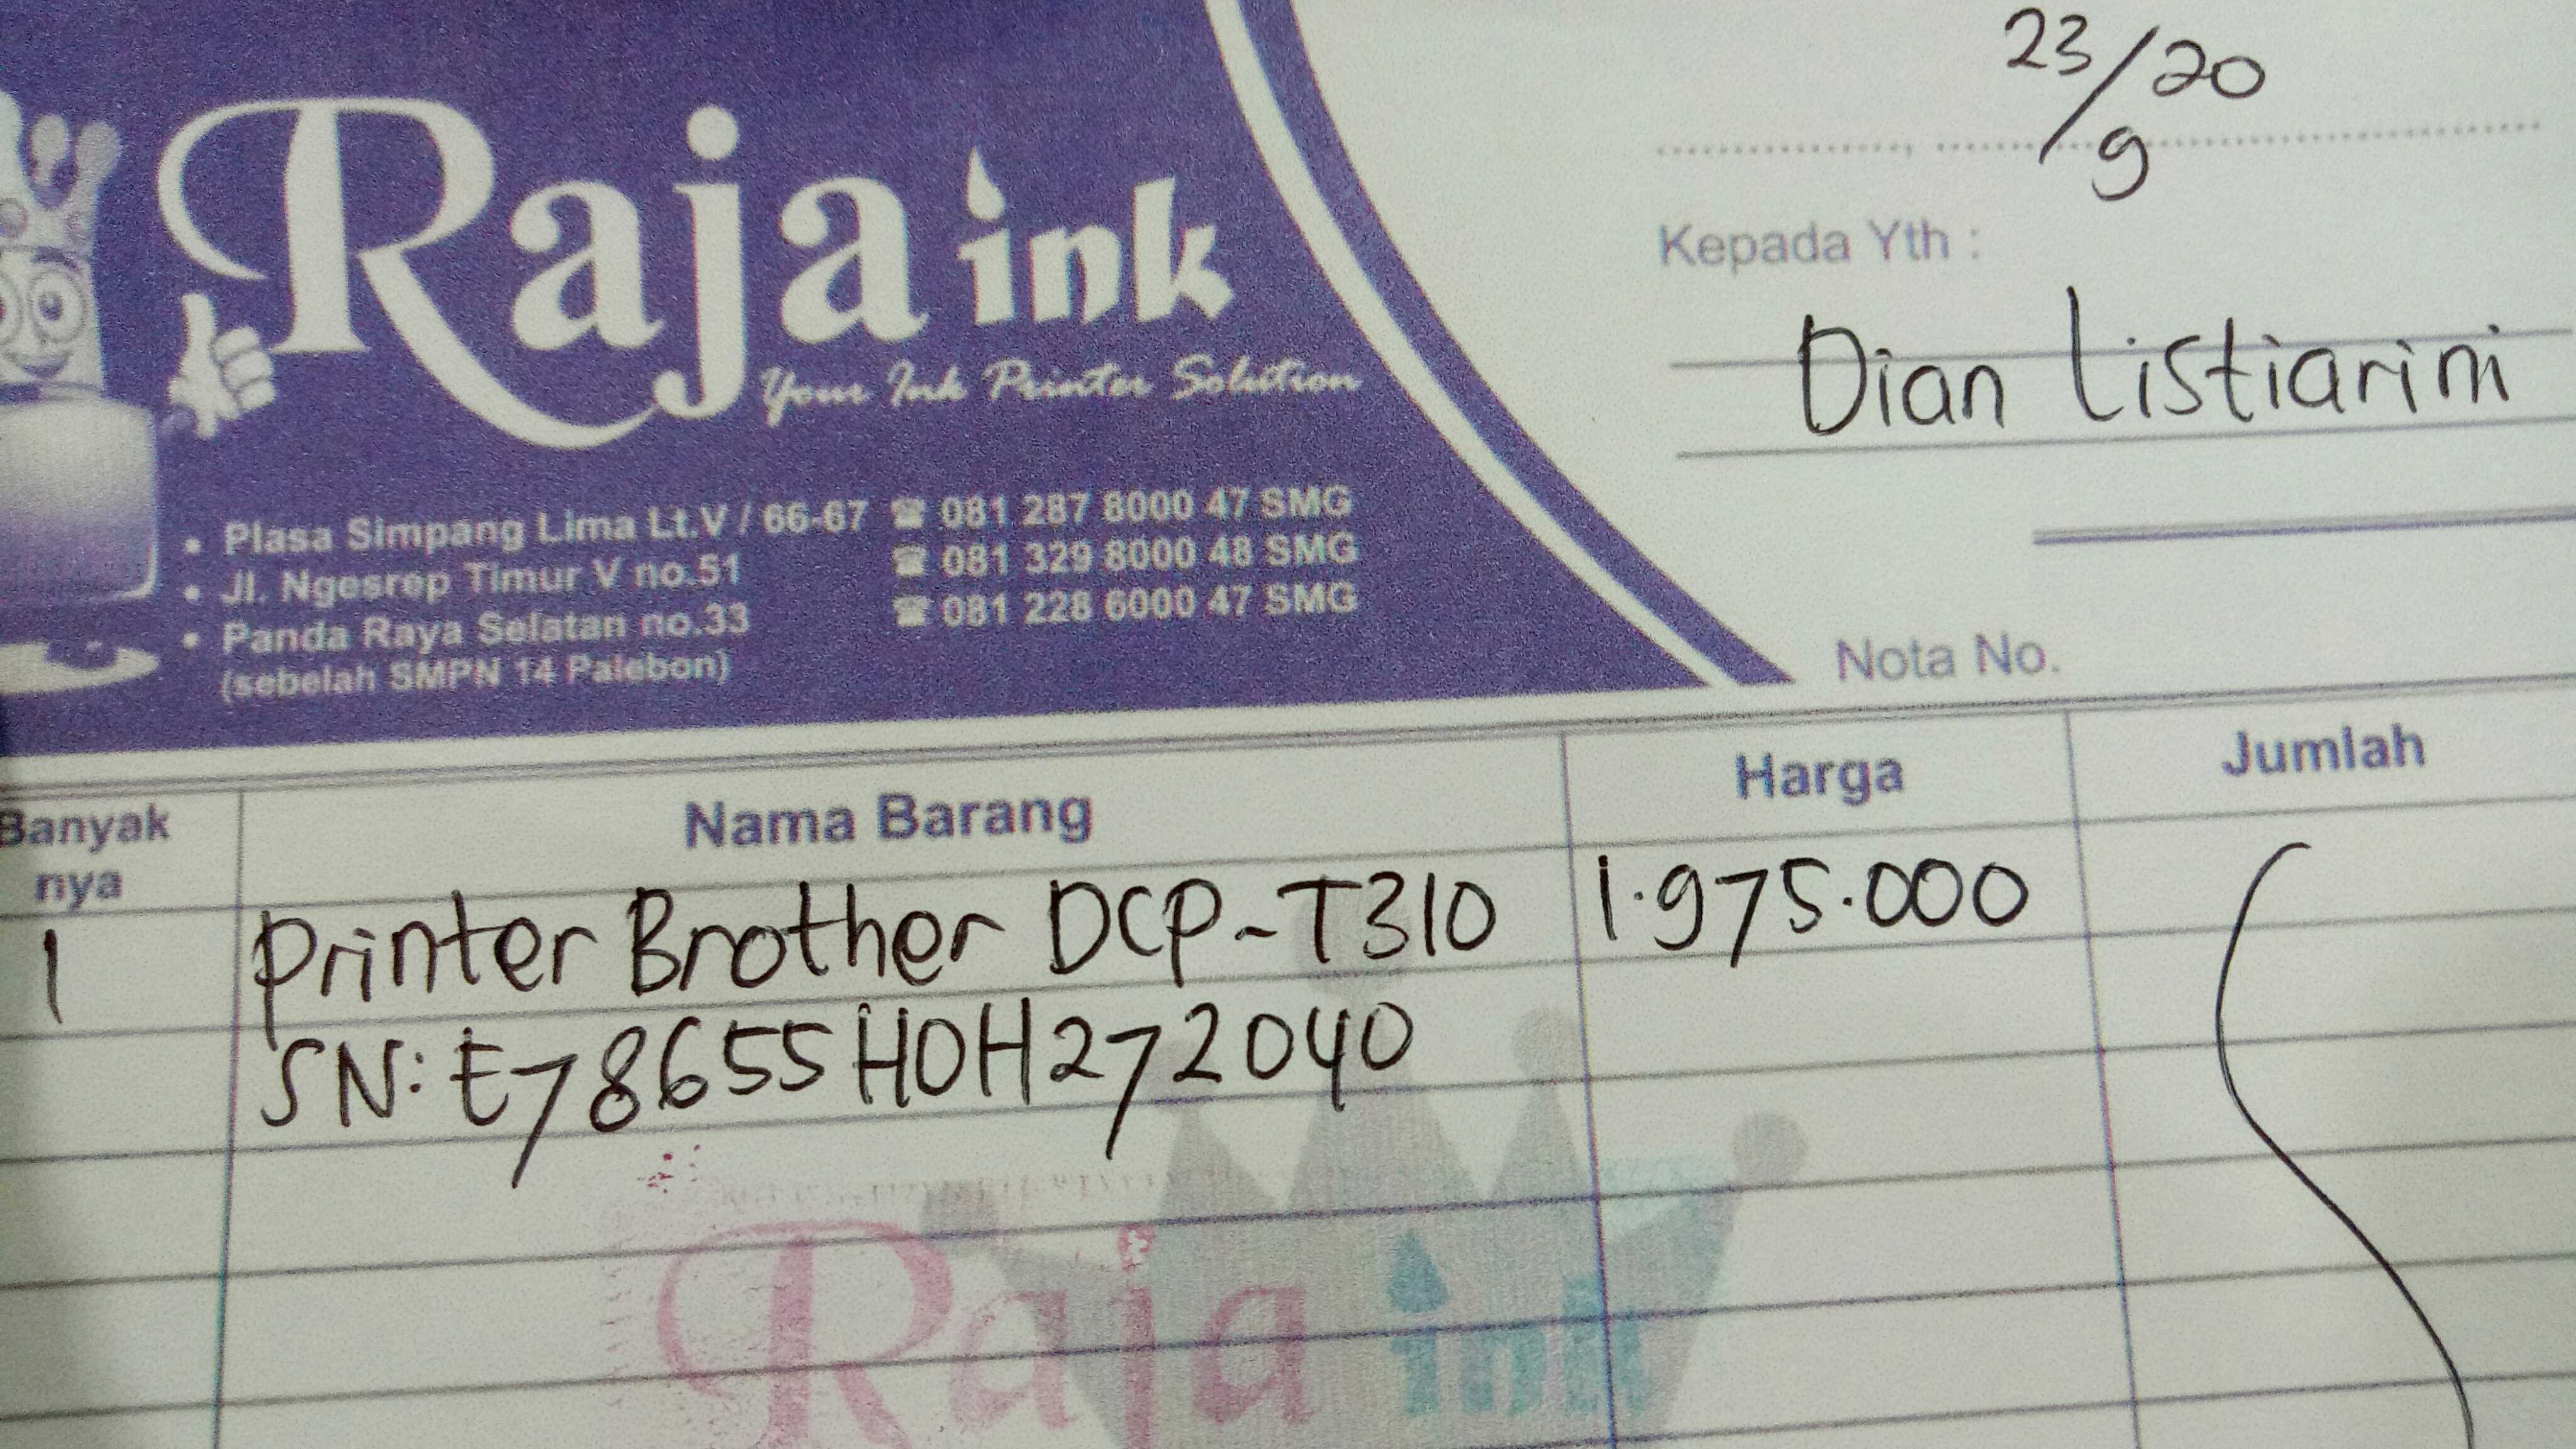 Raja ink
Your Ink Printer Solution
• Plasa Simpang Lima Lt.V / 66-67 ☎ 081 287 8000 47 SMG
• Jl. Ngesrep Timur V no.51 ☎ 081 329 8000 48 SMG
• Panda Raya Selatan no.33 ☎ 081 228 6000 47 SMG
(sebelah SMPN 14 Palebon)
23/9 20
Kepada Yth :
Dian Listiarini
Nota No.
Banyak nya Nama Barang Harga Jumlah
1 Printer Brother DCP-T310 1.975.000
SN: E78655H0H272040
Raja ink